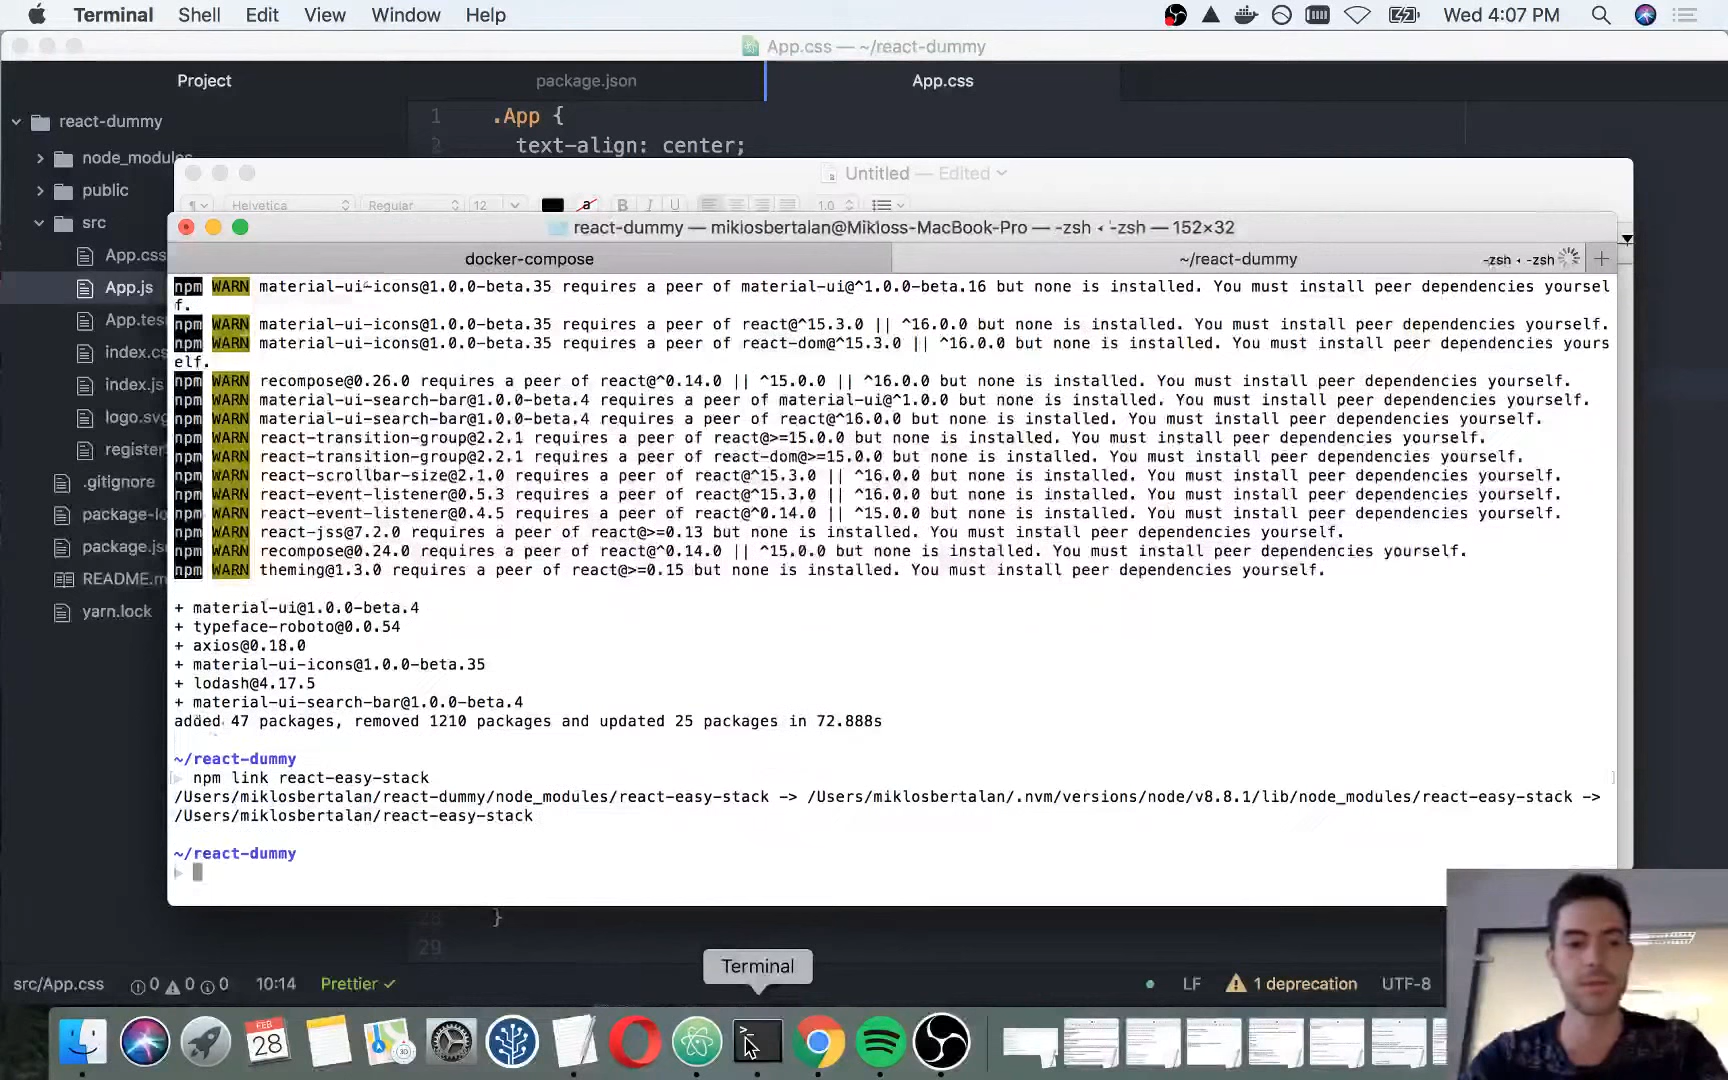 Terminal Shell Edit View Window Help Wed 4:07 PM
App.css — ~/react-dummy
Project package.json App.css
react-dummy
node_modules
public
src
App.css
App.js
App.tes
index.cs
index.js
logo.svg
register
.gitignore
package-lo
package.js
README.m
yarn.lock
1 .App {
2 text-align: center;
Untitled — Edited
Helvetica Regular 12 a B I U 1.0
react-dummy — miklosbertalan@Mikloss-MacBook-Pro — -zsh ◂ -zsh — 152×32
docker-compose ~/react-dummy -zsh ◂ -zsh
npm WARN material-ui-icons@1.0.0-beta.35 requires a peer of material-ui@^1.0.0-beta.16 but none is installed. You must install peer dependencies yoursel
f.
npm WARN material-ui-icons@1.0.0-beta.35 requires a peer of react@^15.3.0 || ^16.0.0 but none is installed. You must install peer dependencies yourself.
npm WARN material-ui-icons@1.0.0-beta.35 requires a peer of react-dom@^15.3.0 || ^16.0.0 but none is installed. You must install peer dependencies yours
elf.
npm WARN recompose@0.26.0 requires a peer of react@^0.14.0 || ^15.0.0 || ^16.0.0 but none is installed. You must install peer dependencies yourself.
npm WARN material-ui-search-bar@1.0.0-beta.4 requires a peer of material-ui@^1.0.0 but none is installed. You must install peer dependencies yourself.
npm WARN material-ui-search-bar@1.0.0-beta.4 requires a peer of react@^16.0.0 but none is installed. You must install peer dependencies yourself.
npm WARN react-transition-group@2.2.1 requires a peer of react@>=15.0.0 but none is installed. You must install peer dependencies yourself.
npm WARN react-transition-group@2.2.1 requires a peer of react-dom@>=15.0.0 but none is installed. You must install peer dependencies yourself.
npm WARN react-scrollbar-size@2.1.0 requires a peer of react@^15.3.0 || ^16.0.0 but none is installed. You must install peer dependencies yourself.
npm WARN react-event-listener@0.5.3 requires a peer of react@^15.3.0 || ^16.0.0 but none is installed. You must install peer dependencies yourself.
npm WARN react-event-listener@0.4.5 requires a peer of react@^0.14.0 || ^15.0.0 but none is installed. You must install peer dependencies yourself.
npm WARN react-jss@7.2.0 requires a peer of react@>=0.13 but none is installed. You must install peer dependencies yourself.
npm WARN recompose@0.24.0 requires a peer of react@^0.14.0 || ^15.0.0 but none is installed. You must install peer dependencies yourself.
npm WARN theming@1.3.0 requires a peer of react@>=0.15 but none is installed. You must install peer dependencies yourself.
+ material-ui@1.0.0-beta.4
+ typeface-roboto@0.0.54
+ axios@0.18.0
+ material-ui-icons@1.0.0-beta.35
+ lodash@4.17.5
+ material-ui-search-bar@1.0.0-beta.4
added 47 packages, removed 1210 packages and updated 25 packages in 72.888s
~/react-dummy
npm link react-easy-stack
/Users/miklosbertalan/react-dummy/node_modules/react-easy-stack -> /Users/miklosbertalan/.nvm/versions/node/v8.8.1/lib/node_modules/react-easy-stack ->
/Users/miklosbertalan/react-easy-stack
~/react-dummy
28 }
29
Terminal
src/App.css 0 0 0 10:14 Prettier ✓ LF 1 deprecation UTF-8
FEB
28